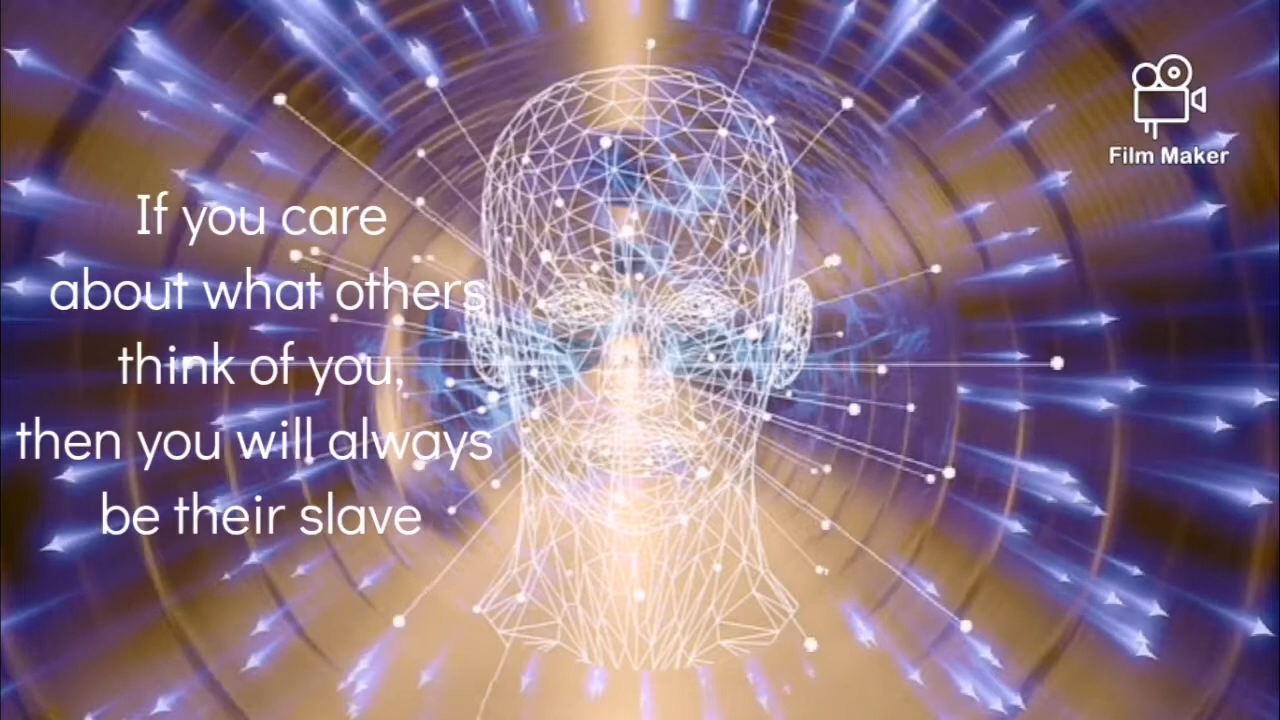 If you care
about what others
think of you,
then you will always
be their slave
Film Maker